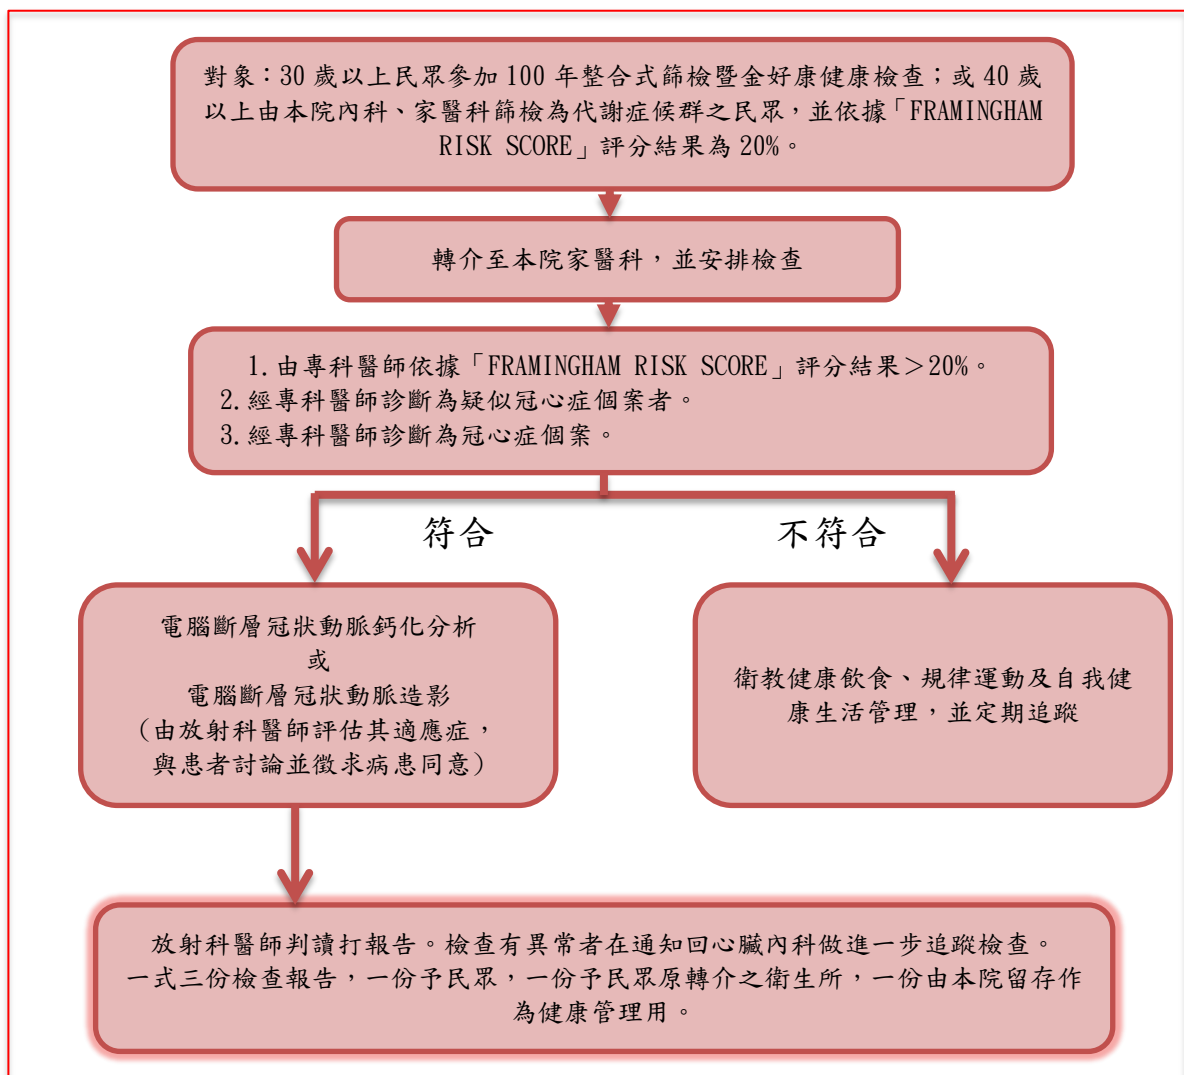 對象：30 歲以上民眾參加 100 年整合式篩檢暨金好康健康檢查；或 40 歲
以上由本院內科、家醫科篩檢為代謝症候群之民眾，並依據「FRAMINGHAM
RISK SCORE」評分結果為 20%。
轉介至本院家醫科，並安排檢查
1.由專科醫師依據「FRAMINGHAM RISK SCORE」評分結果＞20%。
2.經專科醫師診斷為疑似冠心症個案者。
3.經專科醫師診斷為冠心症個案。
符合
不符合
電腦斷層冠狀動脈鈣化分析
或
電腦斷層冠狀動脈造影
(由放射科醫師評估其適應症，
與患者討論並徵求病患同意)
衛教健康飲食、規律運動及自我健
康生活管理，並定期追蹤
放射科醫師判讀打報告。檢查有異常者在通知回心臟內科做進一步追蹤檢查。
一式三份檢查報告，一份予民眾，一份予民眾原轉介之衛生所，一份由本院留存作
為健康管理用。